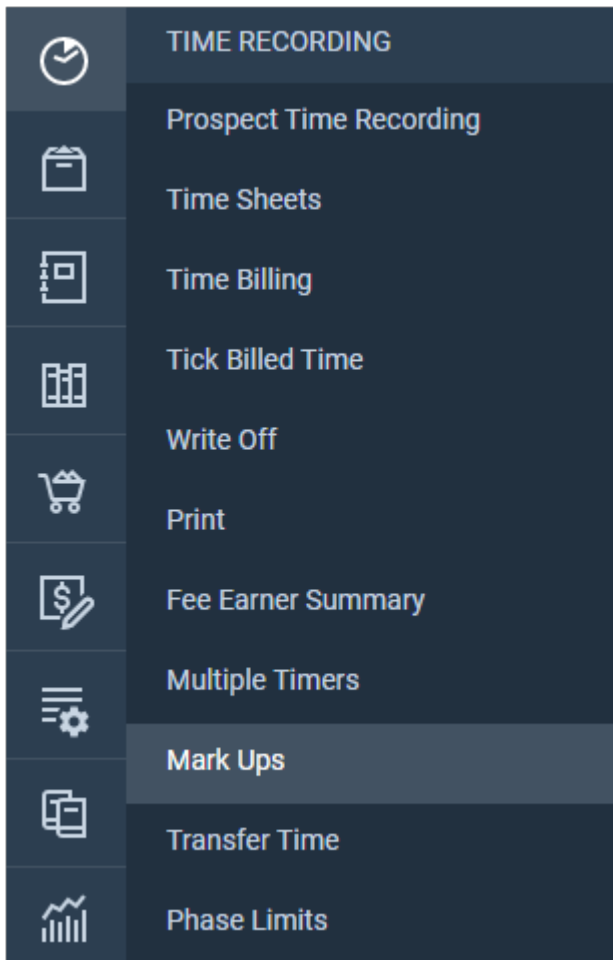 TIME RECORDING
Prospect Time Recording
Time Sheets
Time Billing
Tick Billed Time
Write Off
Print
Fee Earner Summary
$
Multiple Timers
Mark Ups
Transfer Time
Phase Limits